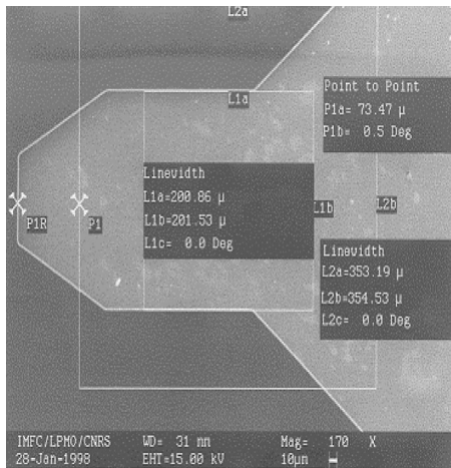 L2a
Point to Point
P1a= 73.47 µ
P1b= 0.5 Deg
L1a
Linewidth
L1a=200.86 µ
L1b=201.53 µ
L1c= 0.0 Deg
L1b
L2b
P1R
P1
Linewidth
L2a=353.19 µ
L2b=354.53 µ
L2c= 0.0 Deg
IMFC/LPMO/CNRS WD= 31 mm Mag= 170 X
28-Jan-1998 EHT=15.00 kV 10µm